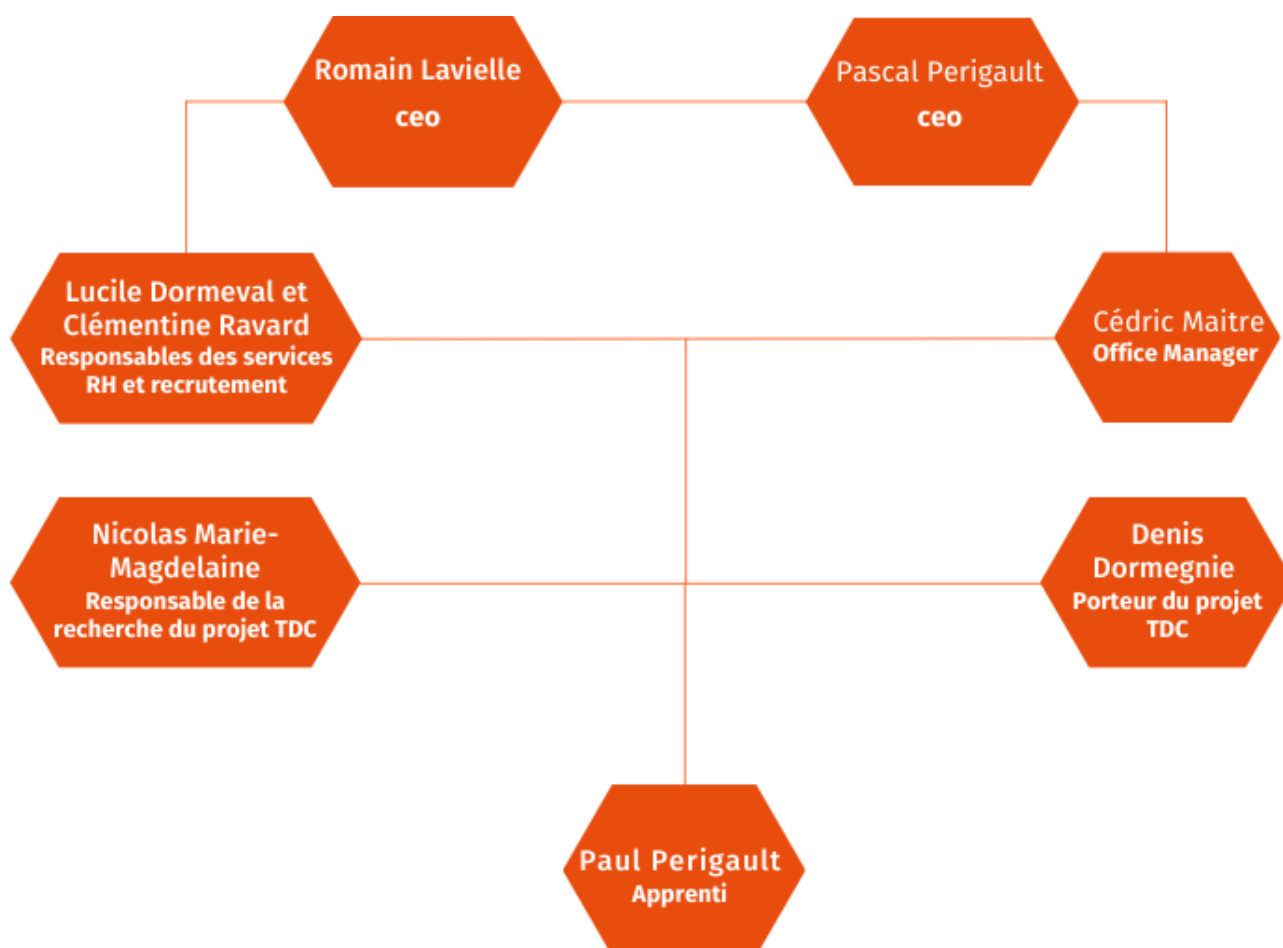 Romain Lavielle
ceo
Pascal Perigault
ceo
Lucile Dormeval et
Clémentine Ravard
Responsables des services
RH et recrutement
Cédric Maitre
Office Manager
Nicolas Marie-
Magdelaine
Responsable de la
recherche du projet TDC
Denis
Dormegnie
Porteur du projet
TDC
Paul Perigault
Apprenti